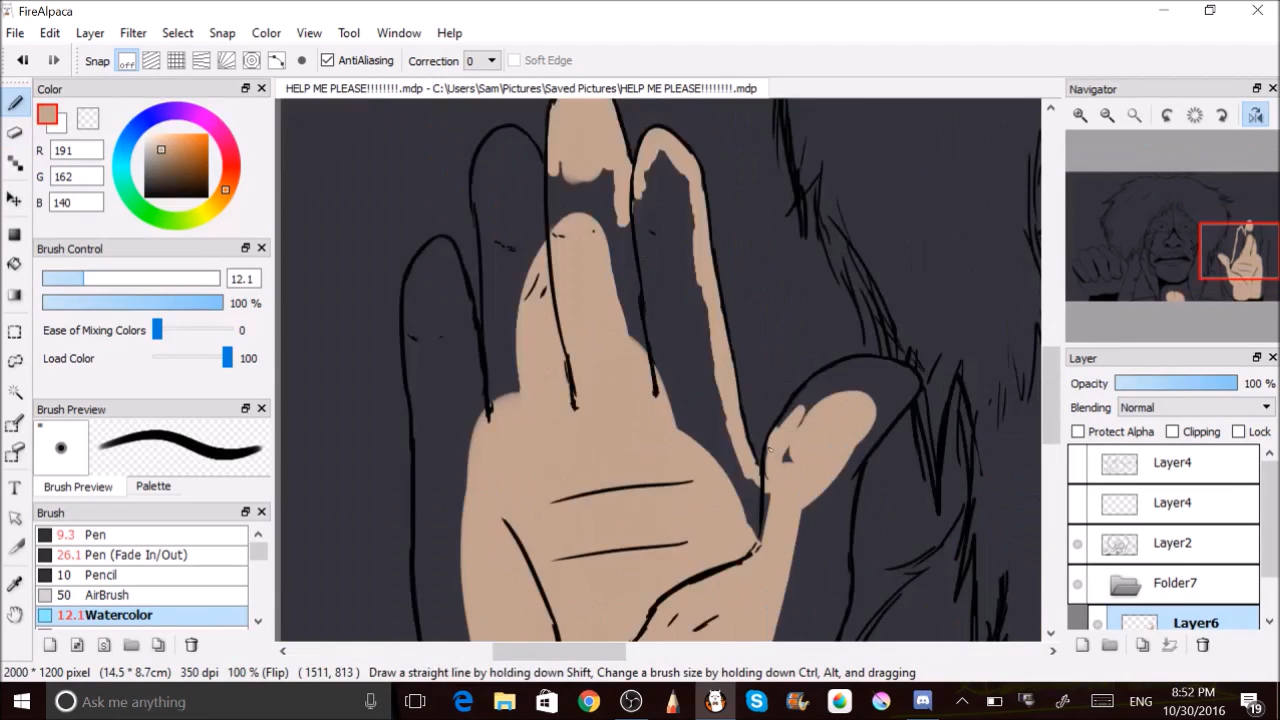 FireAlpaca
File Edit Layer Filter Select Snap Color View Tool Window Help
Snap off AntiAliasing Correction 0 Soft Edge
Color
HELP ME PLEASE!!!!!!!!.mdp - C:\Users\Sam\Pictures\Saved Pictures\HELP ME PLEASE!!!!!!!!.mdp
Navigator
R 191
G 162
B 140
Brush Control
12.1
100 %
Ease of Mixing Colors 0
Load Color 100
Layer
Opacity 100 %
Blending Normal
Brush Preview
Protect Alpha Clipping Lock
Layer4
Brush Preview Palette
Layer4
Brush
9.3 Pen
Layer2
26.1 Pen (Fade In/Out)
10 Pencil
Folder7
50 AirBrush
12.1 Watercolor
Layer6
2000 * 1200 pixel (14.5 * 8.7cm) 350 dpi 100 % (Flip) ( 1511, 813 ) Draw a straight line by holding down Shift, Change a brush size by holding down Ctrl, Alt, and dragging
Ask me anything
ENG
8:52 PM
10/30/2016
19